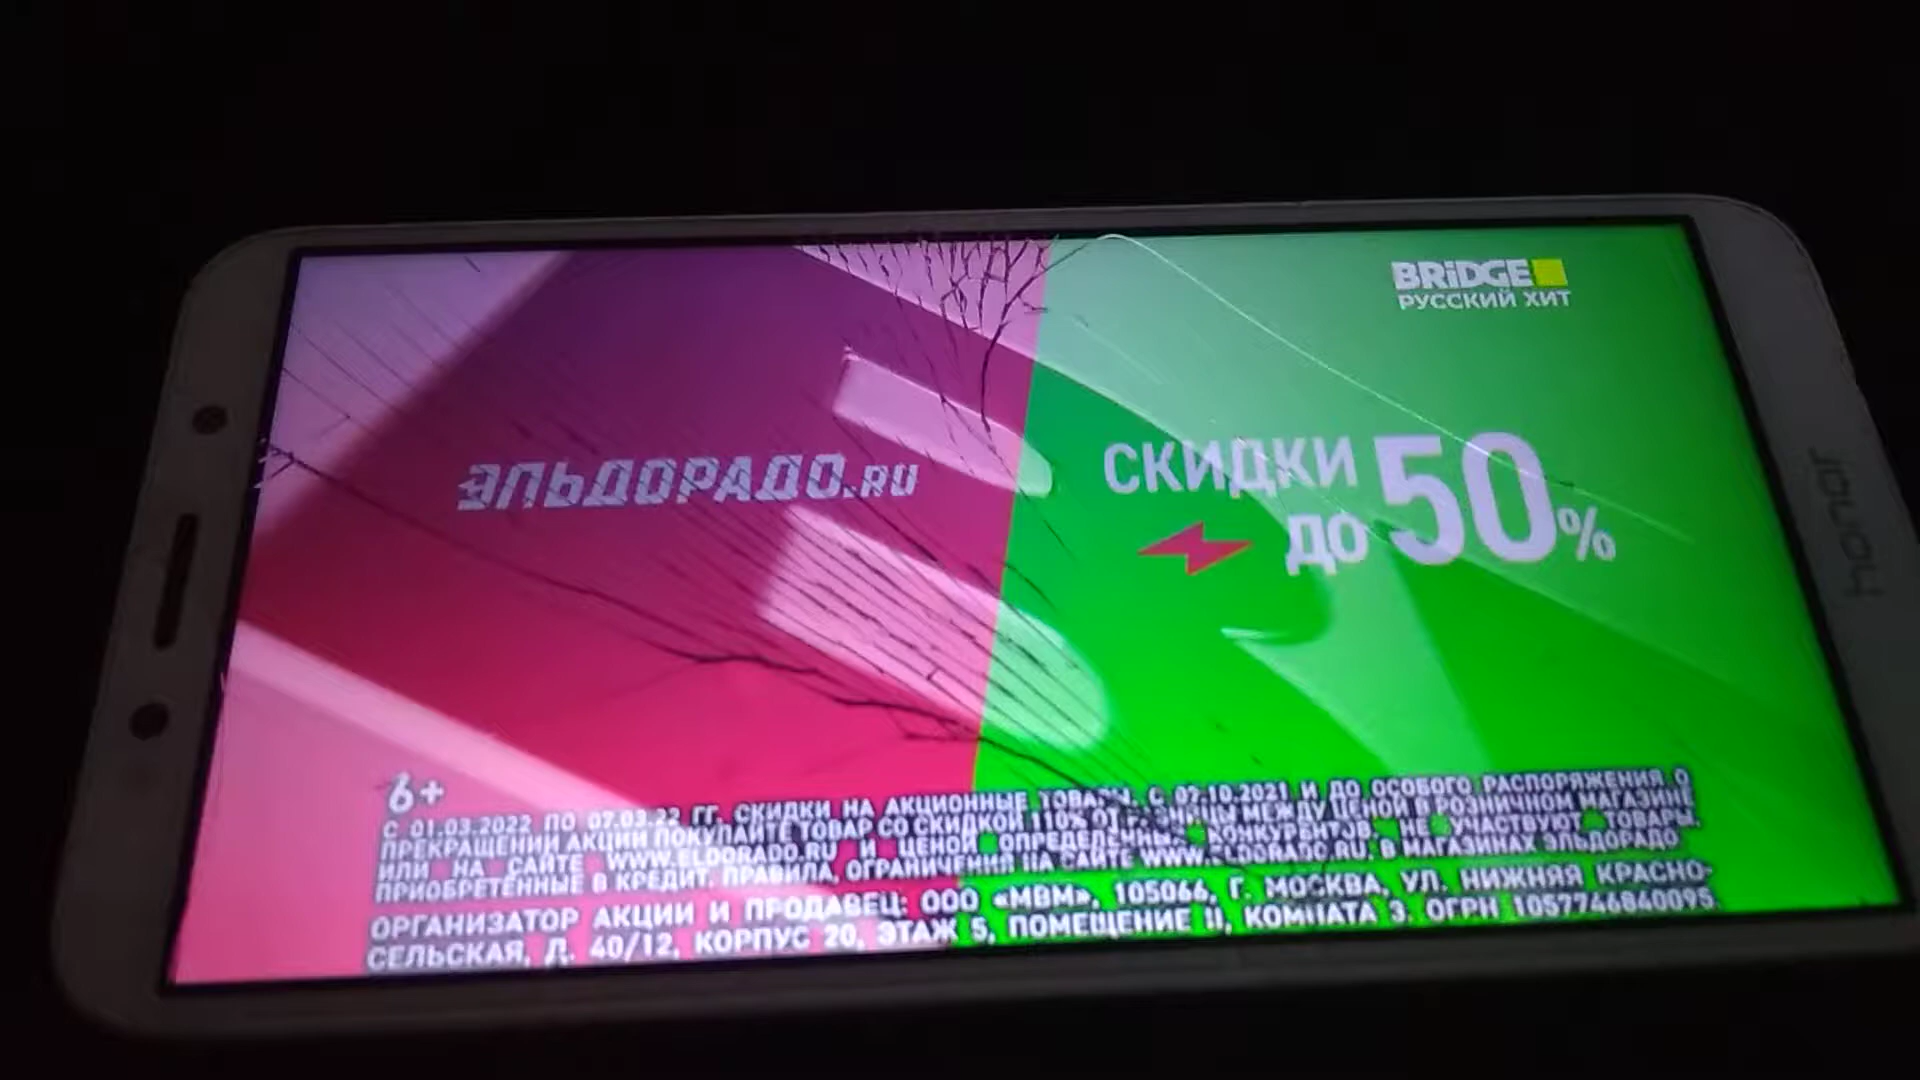 BRIDGE
РУССКИЙ ХИТ
ЭЛЬДОРАДО.RU
СКИДКИ
ДО 50%
6+
С 01.03.2022 ПО 07.03.22 ГГ. СКИДКИ НА АКЦИОННЫЕ ТОВАРЫ. С 07.10.2021 И ДО ОСОБОГО РАСПОРЯЖЕНИЯ О
ПРЕКРАЩЕНИИ АКЦИИ ПОКУПАЙТЕ ТОВАР СО СКИДКОЙ 110% ОТ РАЗНИЦЫ МЕЖДУ ЦЕНОЙ В РОЗНИЧНОМ МАГАЗИНЕ
ИЛИ НА САЙТЕ WWW.ELDORADO.RU И ЦЕНОЙ ОПРЕДЕЛЕННЫХ КОНКУРЕНТОВ. НЕ УЧАСТВУЮТ ТОВАРЫ,
ПРИОБРЕТЕННЫЕ В КРЕДИТ. ПРАВИЛА, ОГРАНИЧЕНИЯ НА САЙТЕ WWW.ELDORADO.RU. В МАГАЗИНАХ ЭЛЬДОРАДО
ОРГАНИЗАТОР АКЦИИ И ПРОДАВЕЦ: ООО «МВМ», 105066, Г. МОСКВА, УЛ. НИЖНЯЯ КРАСНО-
СЕЛЬСКАЯ, Д. 40/12, КОРПУС 20, ЭТАЖ 5, ПОМЕЩЕНИЕ II, КОМНАТА 3. ОГРН 1057746840095.
honor